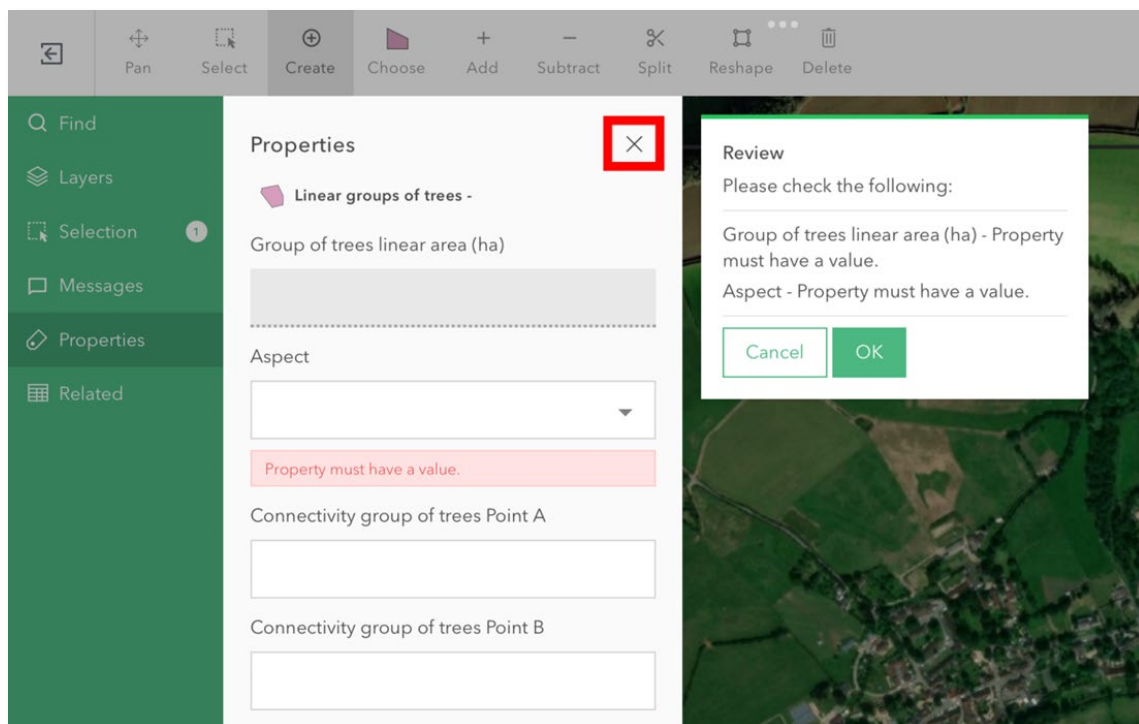 Pan
Select
Create
Choose
Add
Subtract
Split
Reshape
Delete
Find
Layers
Selection 1
Messages
Properties
Related
Properties
Linear groups of trees -
Group of trees linear area (ha)
Aspect
Property must have a value.
Connectivity group of trees Point A
Connectivity group of trees Point B
Review
Please check the following:
Group of trees linear area (ha) - Property
must have a value.
Aspect - Property must have a value.
Cancel
OK